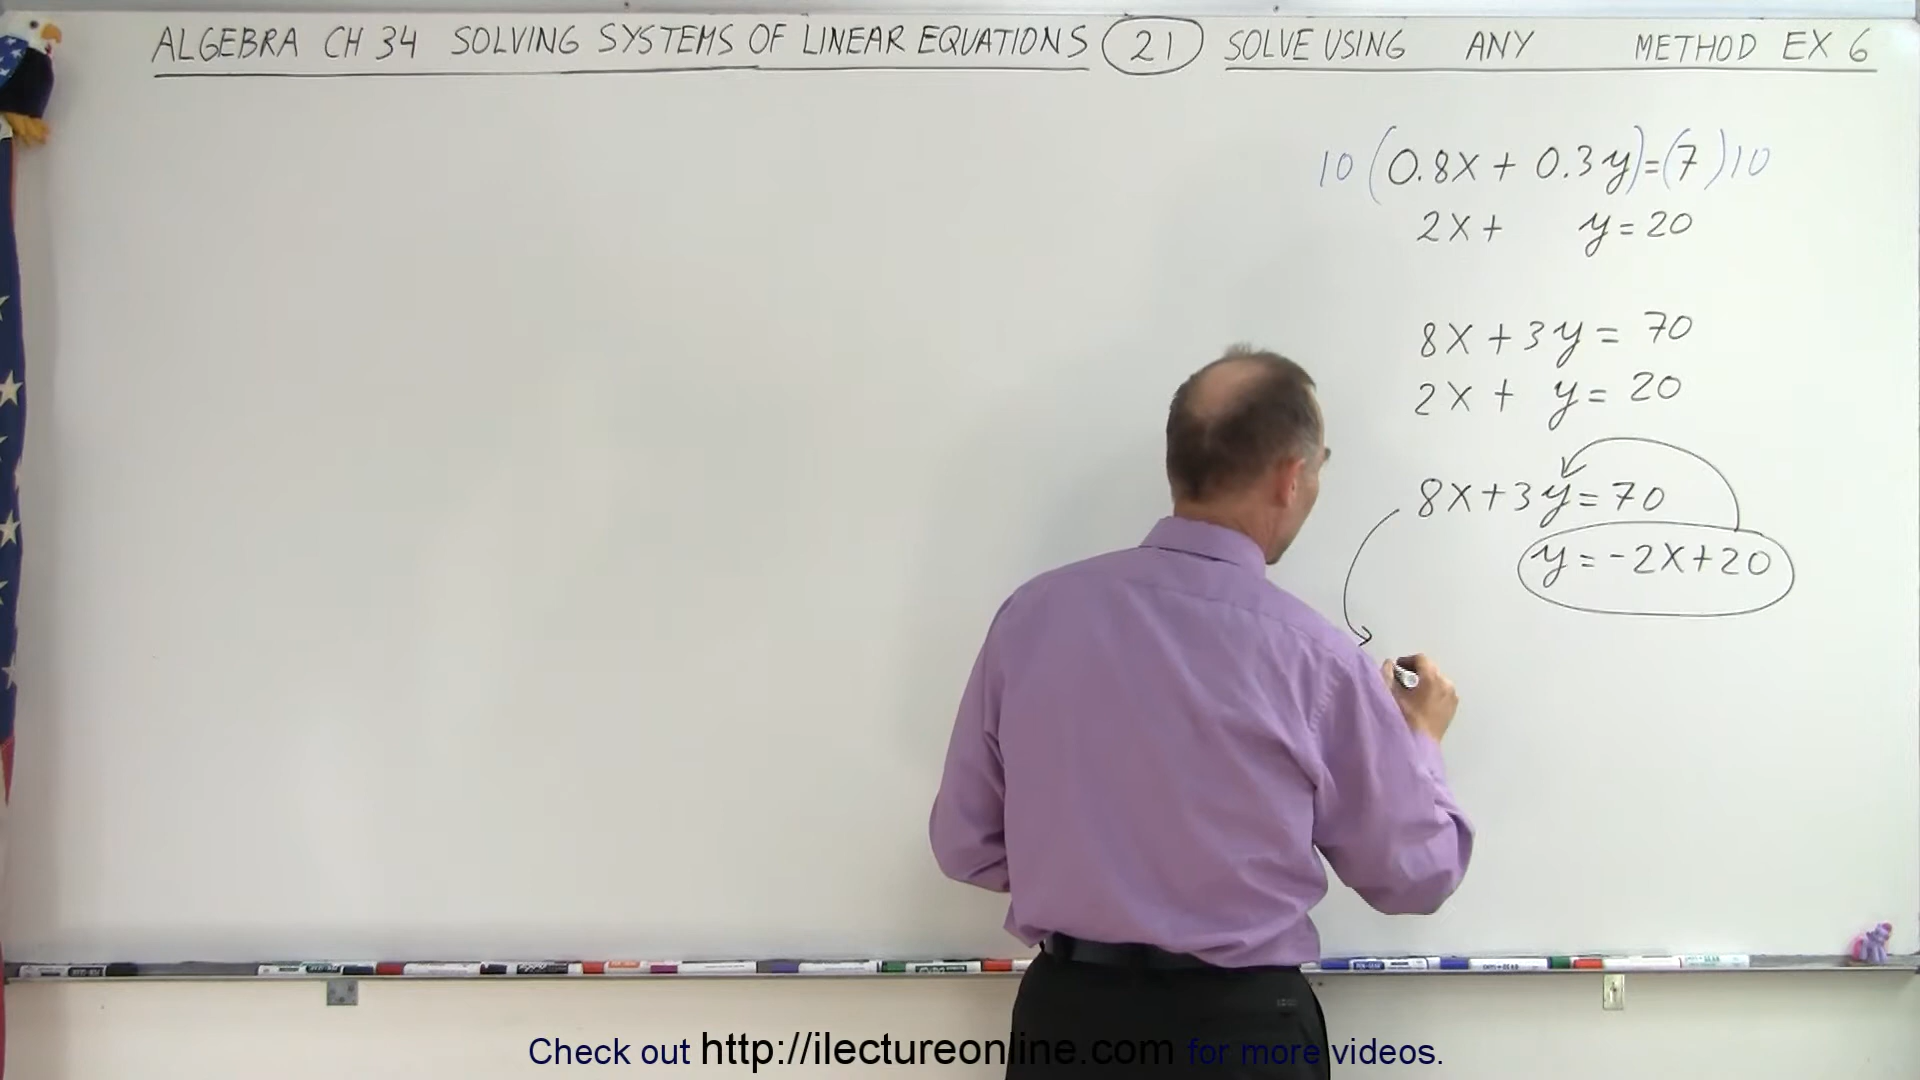 ALGEBRA CH 34 SOLVING SYSTEMS OF LINEAR EQUATIONS 21 SOLVE USING ANY METHOD EX 6
10 (0.8X + 0.3y) = (7) 10
2X + y = 20
8X + 3y = 70
2X + y = 20
8X + 3y = 70
y = -2X + 20
Check out http://ilectureonline.com for more videos.